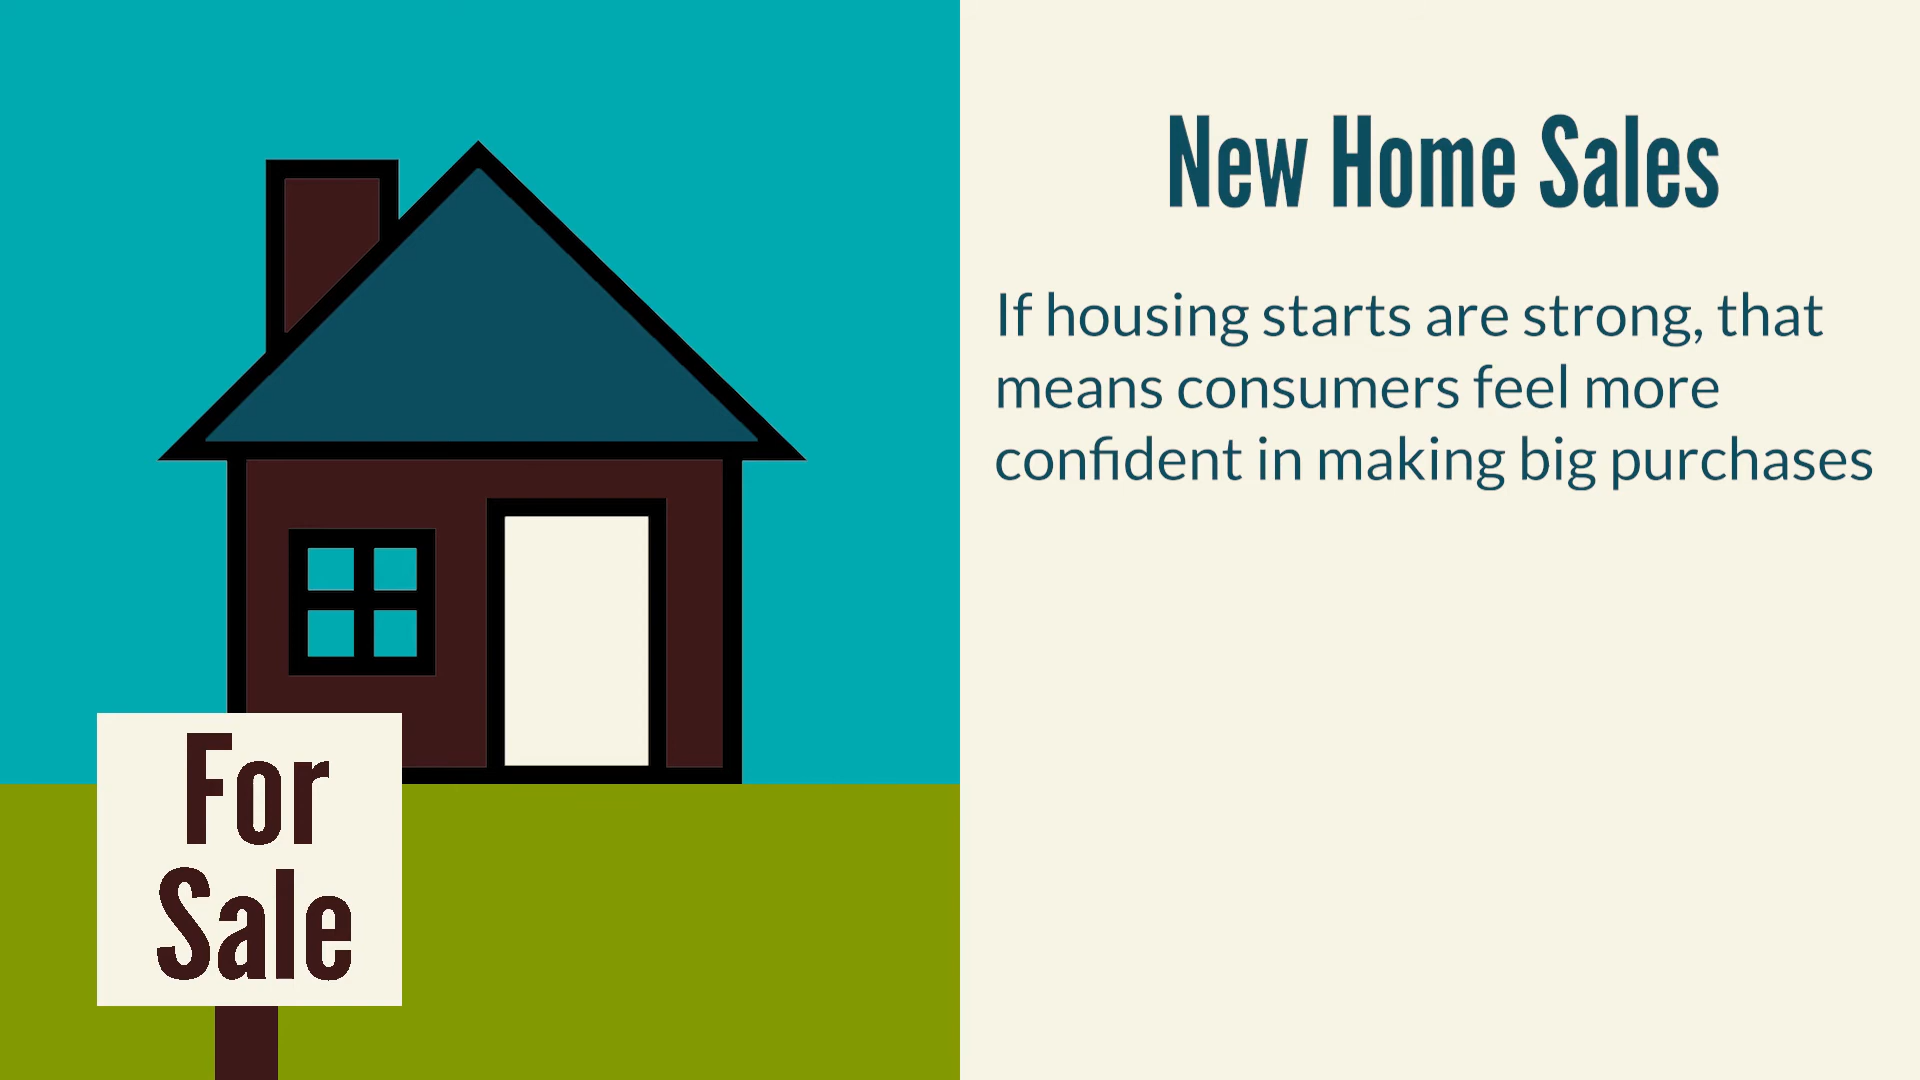 New Home Sales
If housing starts are strong, that
means consumers feel more
confident in making big purchases
For
Sale